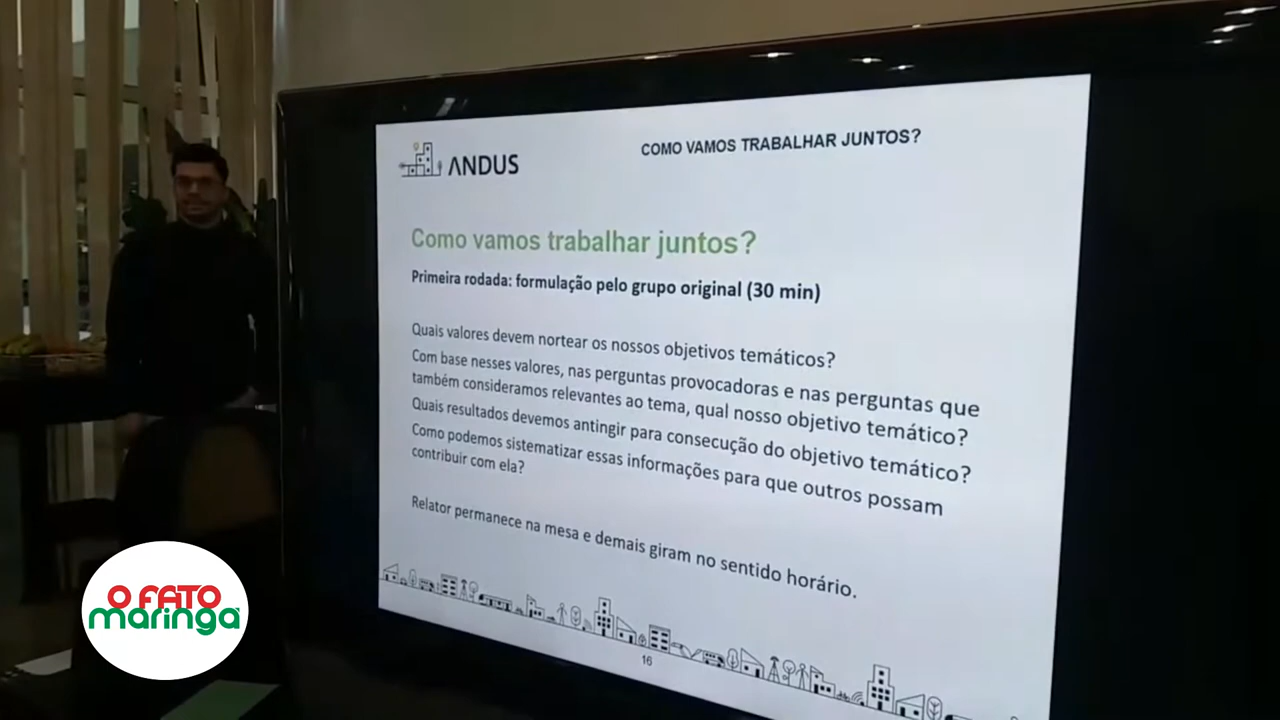 ANDUS
COMO VAMOS TRABALHAR JUNTOS?
Como vamos trabalhar juntos?
Primeira rodada: formulação pelo grupo original (30 min)
Quais valores devem nortear os nossos objetivos temáticos?
Com base nesses valores, nas perguntas provocadoras e nas perguntas que
também consideramos relevantes ao tema, qual nosso objetivo temático?
Quais resultados devemos antingir para consecução do objetivo temático?
Como podemos sistematizar essas informações para que outros possam
contribuir com ela?
Relator permanece na mesa e demais giram no sentido horário.
16
O FATO
maringá